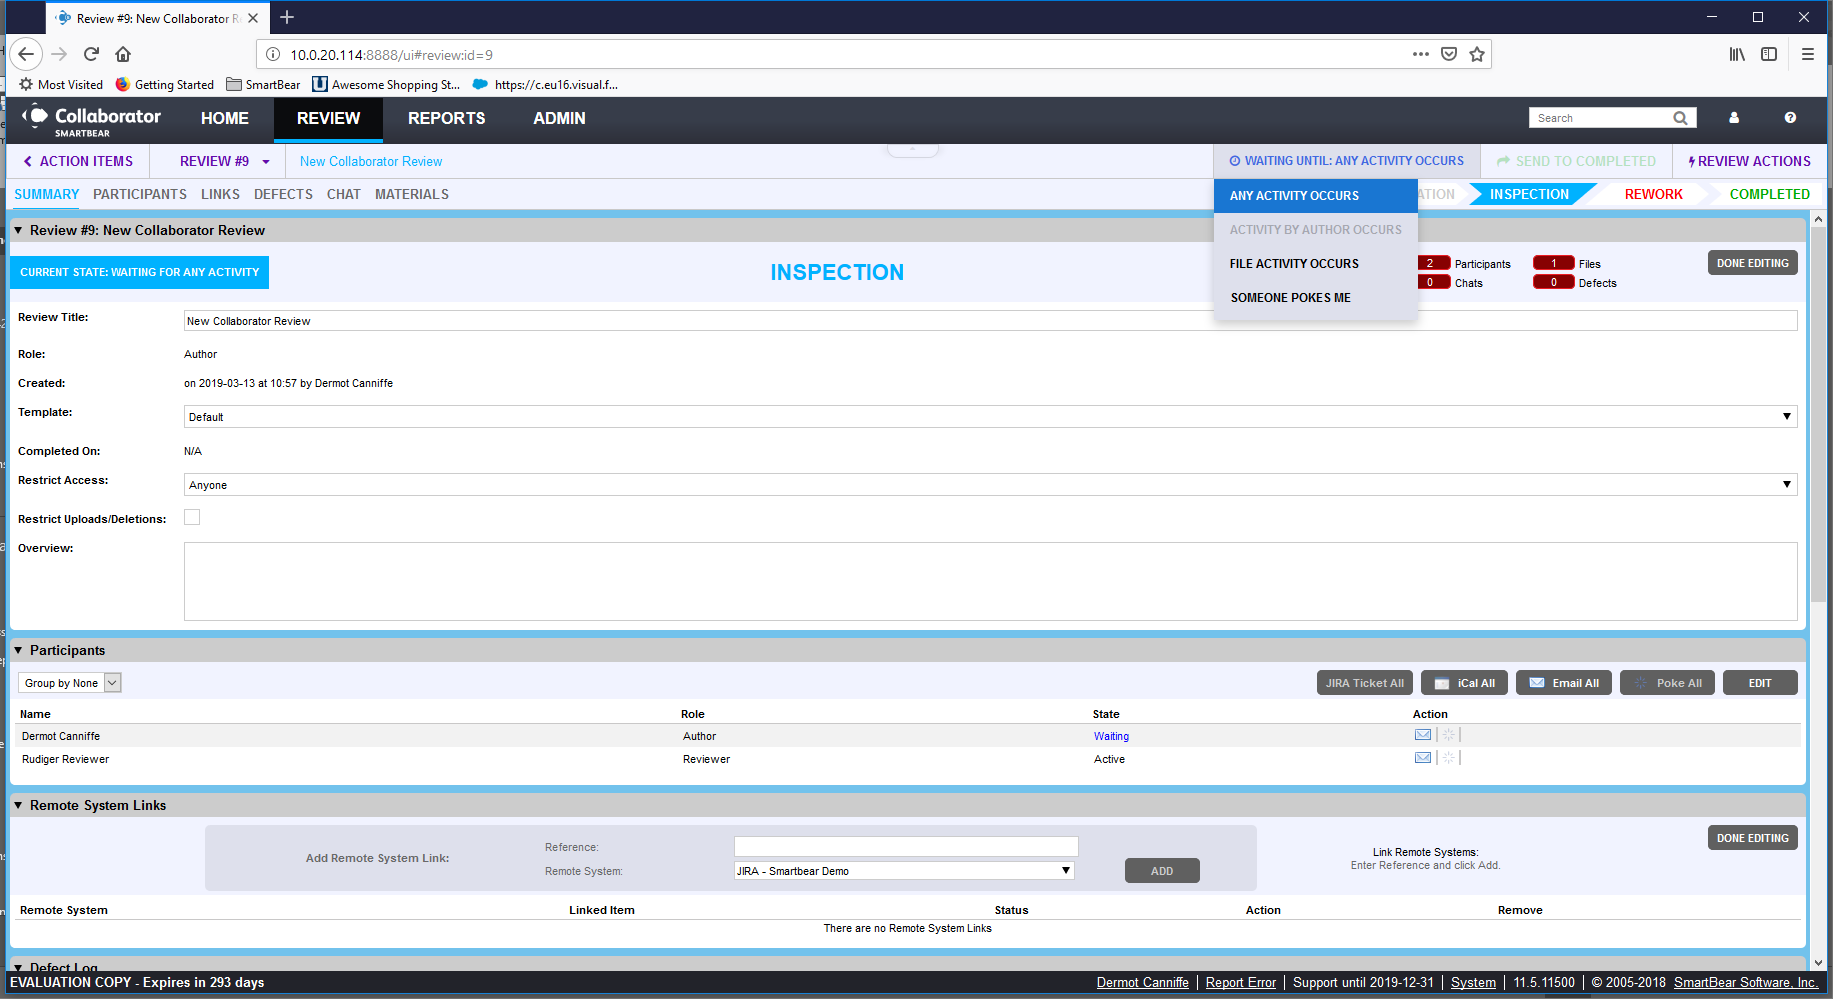 Review #9: New Collaborator R
10.0.20.114:8888/ui#review:id=9
Most Visited Getting Started SmartBear Awesome Shopping St... https://c.eu16.visual.f...
Collaborator
SMARTBEAR
HOME REVIEW REPORTS ADMIN Search
ACTION ITEMS REVIEW #9 New Collaborator Review WAITING UNTIL: ANY ACTIVITY OCCURS SEND TO COMPLETED REVIEW ACTIONS
SUMMARY PARTICIPANTS LINKS DEFECTS CHAT MATERIALS ATION INSPECTION REWORK COMPLETED
ANY ACTIVITY OCCURS
ACTIVITY BY AUTHOR OCCURS
FILE ACTIVITY OCCURS
SOMEONE POKES ME
Review #9: New Collaborator Review
CURRENT STATE: WAITING FOR ANY ACTIVITY INSPECTION
2 Participants 1 Files
0 Chats 0 Defects
DONE EDITING
Review Title: New Collaborator Review
Role: Author
Created: on 2019-03-13 at 10:57 by Dermot Canniffe
Template: Default
Completed On: N/A
Restrict Access: Anyone
Restrict Uploads/Deletions:
Overview:
Participants
Group by None JIRA Ticket All iCal All Email All Poke All EDIT
Name Role State Action
Dermot Canniffe Author Waiting
Rudiger Reviewer Reviewer Active
Remote System Links
Add Remote System Link:
Reference:
Remote System: JIRA - Smartbear Demo
ADD
Link Remote Systems:
Enter Reference and click Add.
DONE EDITING
Remote System Linked Item Status Action Remove
There are no Remote System Links
Defect Log
EVALUATION COPY - Expires in 293 days Dermot Canniffe | Report Error | Support until 2019-12-31 | System | 11.5.11500 | © 2005-2018 SmartBear Software, Inc.